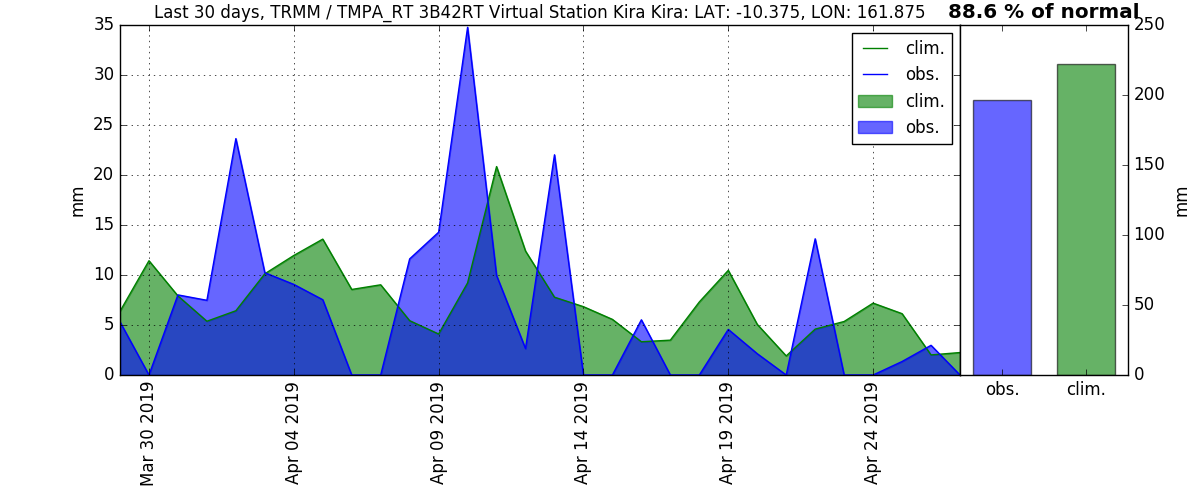 Last 30 days, TRMM / TMPA_RT 3B42RT Virtual Station Kira Kira: LAT: -10.375, LON: 161.875
88.6 % of normal
35
30
25
20
15
10
5
0
mm
Mar 30 2019
Apr 04 2019
Apr 09 2019
Apr 14 2019
Apr 19 2019
Apr 24 2019
clim.
obs.
clim.
obs.
250
200
150
100
50
0
mm
obs.
clim.